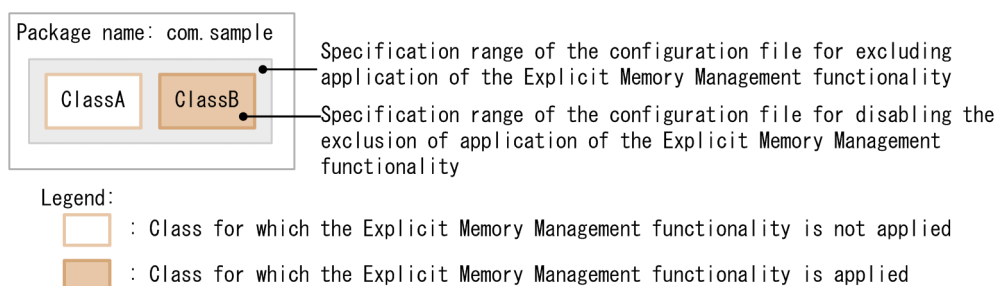 Package name: com.sample
Specification range of the configuration file for excluding
application of the Explicit Memory Management functionality
ClassA
ClassB
Specification range of the configuration file for disabling the
exclusion of application of the Explicit Memory Management
functionality
Legend:
: Class for which the Explicit Memory Management functionality is not applied
: Class for which the Explicit Memory Management functionality is applied